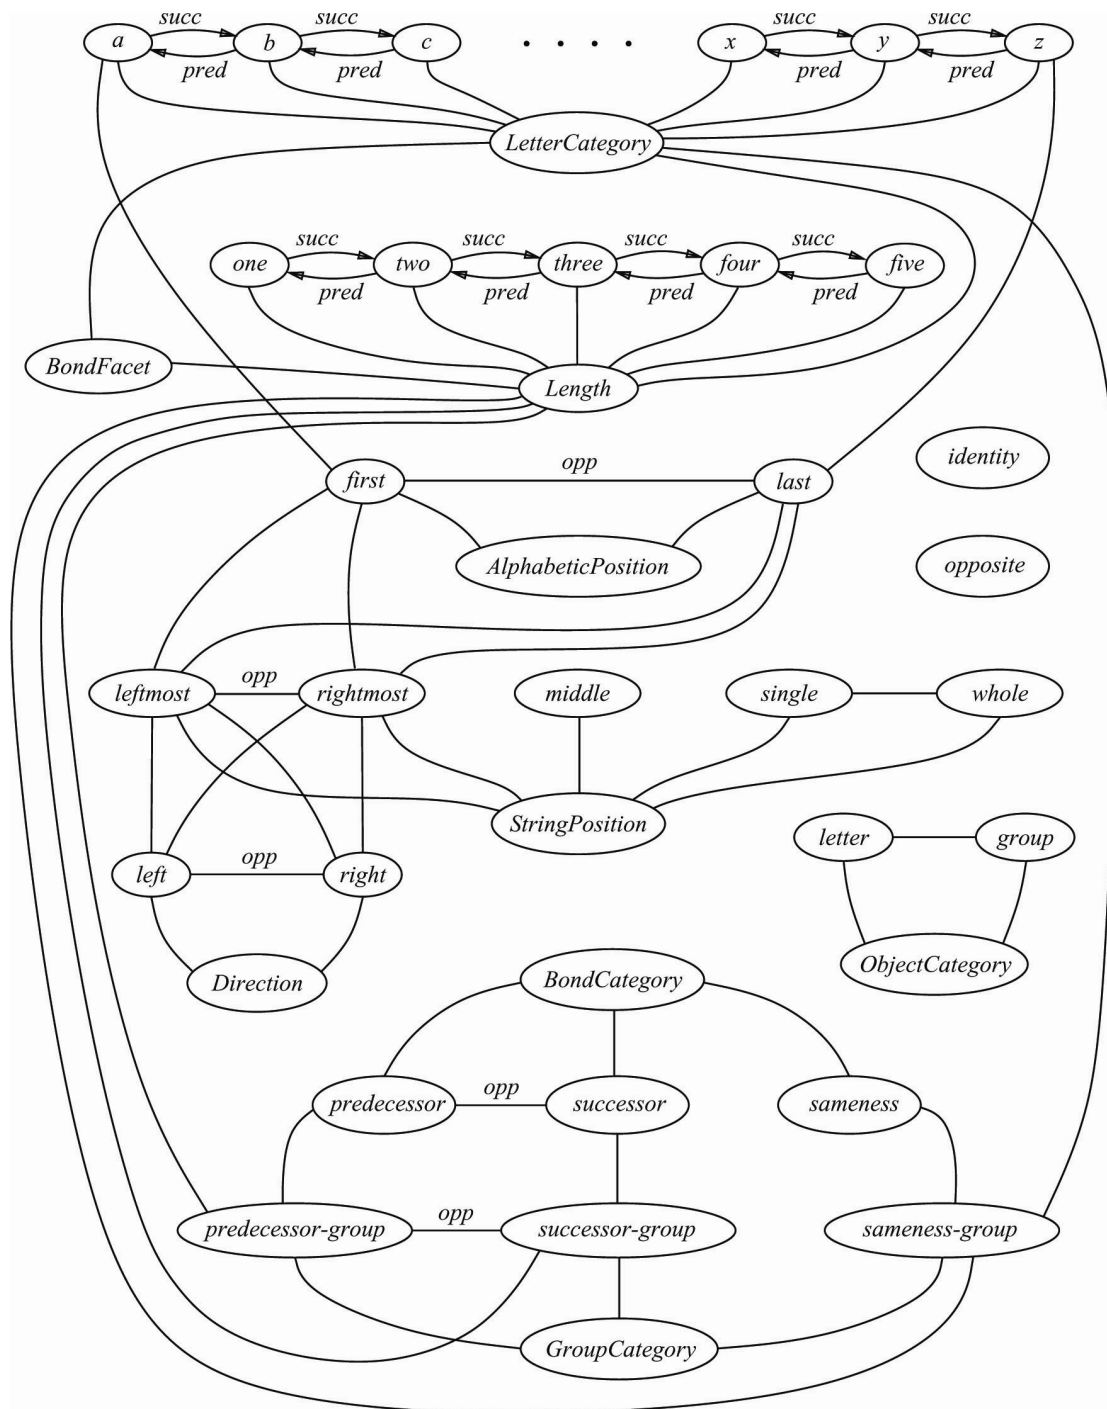 succ succ succ succ
a b c . . . . x y z
pred pred pred pred
LetterCategory
succ succ succ succ
one two three four five
pred pred pred pred
BondFacet
Length
identity
opp
first last
opposite
AlphabeticPosition
opp
leftmost rightmost middle single whole
StringPosition
letter group
opp
left right
ObjectCategory
Direction
BondCategory
opp
predecessor successor sameness
opp
predecessor-group successor-group sameness-group
GroupCategory